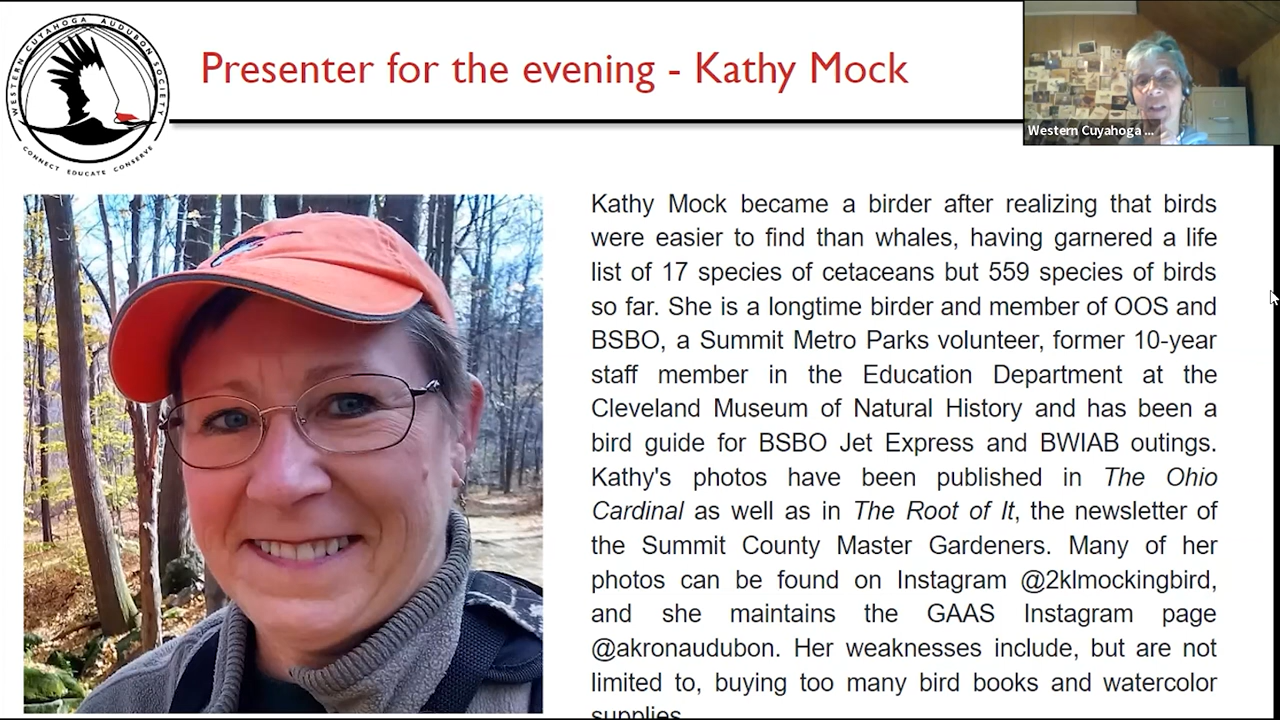 WESTERN CUYAHOGA AUDUBON SOCIETY
CONNECT EDUCATE CONSERVE
Presenter for the evening - Kathy Mock
Western Cuyahoga ...
Kathy Mock became a birder after realizing that birds
were easier to find than whales, having garnered a life
list of 17 species of cetaceans but 559 species of birds
so far. She is a longtime birder and member of OOS and
BSBO, a Summit Metro Parks volunteer, former 10-year
staff member in the Education Department at the
Cleveland Museum of Natural History and has been a
bird guide for BSBO Jet Express and BWIAB outings.
Kathy's photos have been published in The Ohio
Cardinal as well as in The Root of It, the newsletter of
the Summit County Master Gardeners. Many of her
photos can be found on Instagram @2klmockingbird,
and she maintains the GAAS Instagram page
@akronaudubon. Her weaknesses include, but are not
limited to, buying too many bird books and watercolor
supplies.